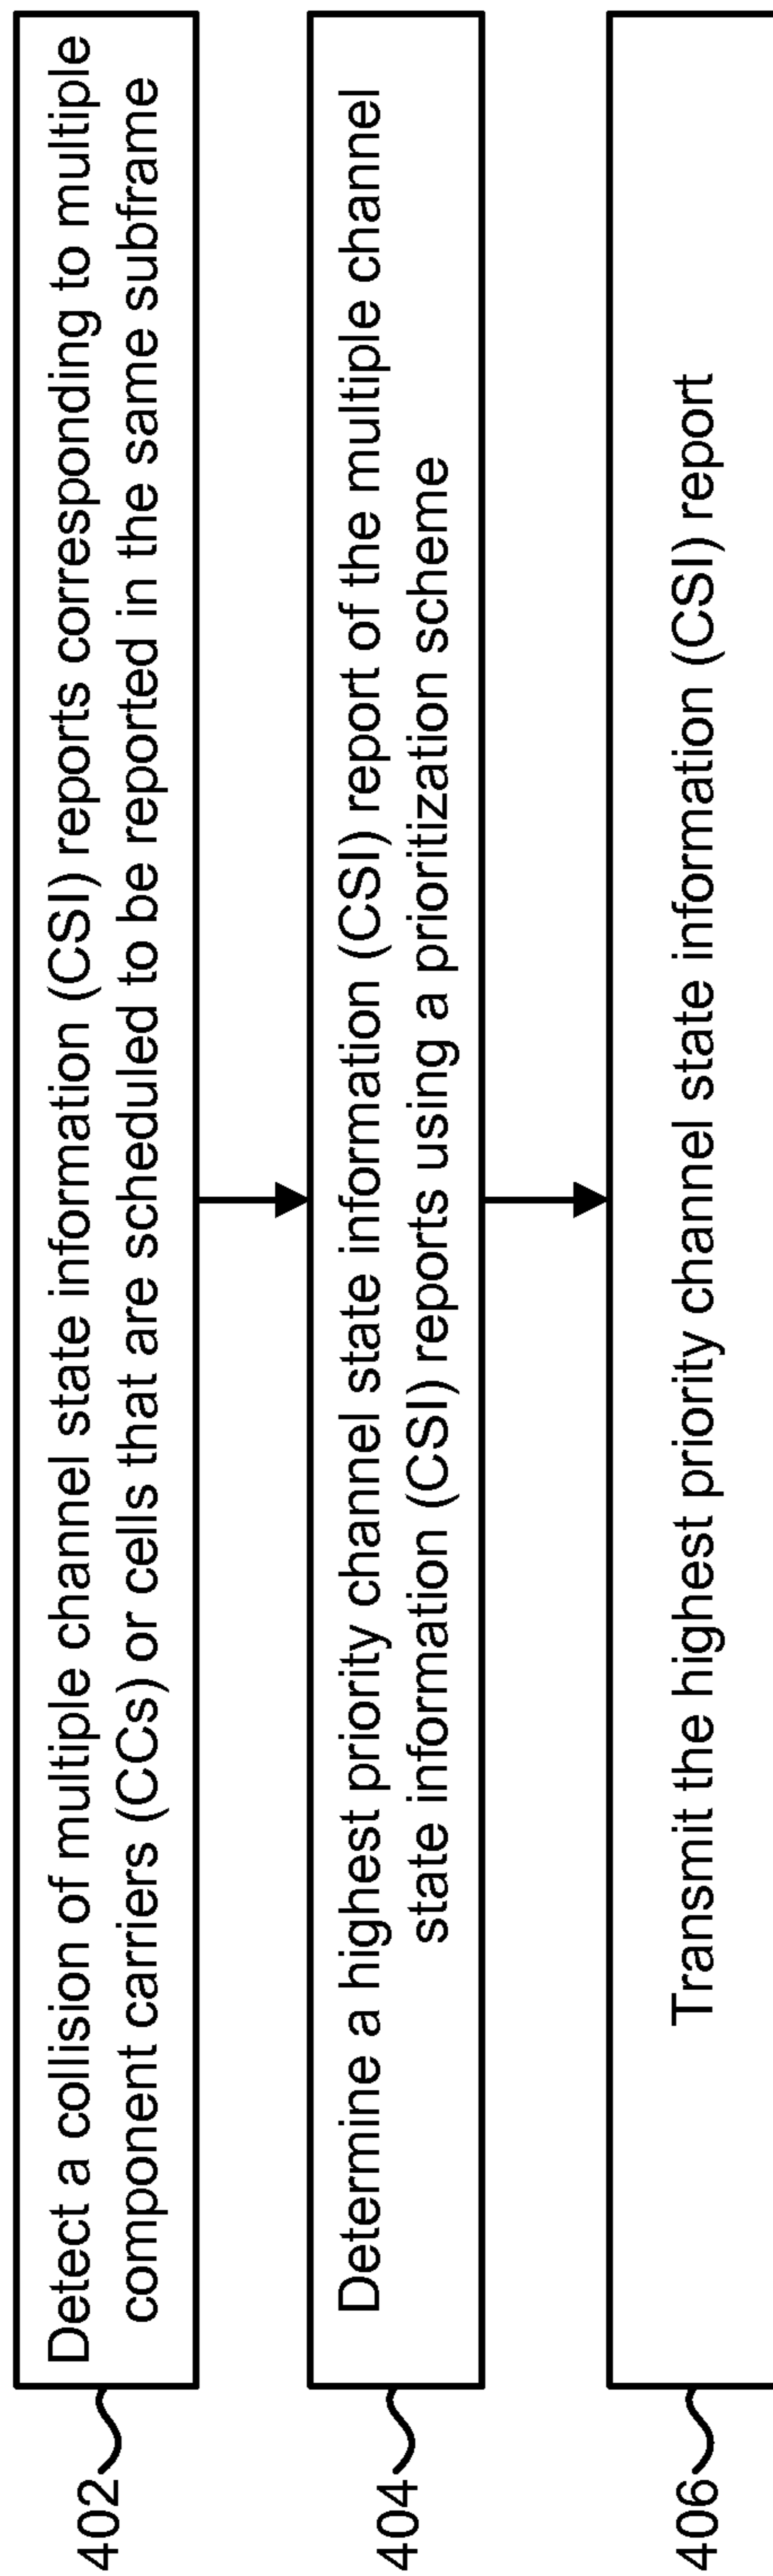 402
Detect a collision of multiple channel state information (CSI) reports corresponding to multiple
component carriers (CCs) or cells that are scheduled to be reported in the same subframe
404
Determine a highest priority channel state information (CSI) report of the multiple channel
state information (CSI) reports using a prioritization scheme
406
Transmit the highest priority channel state information (CSI) report